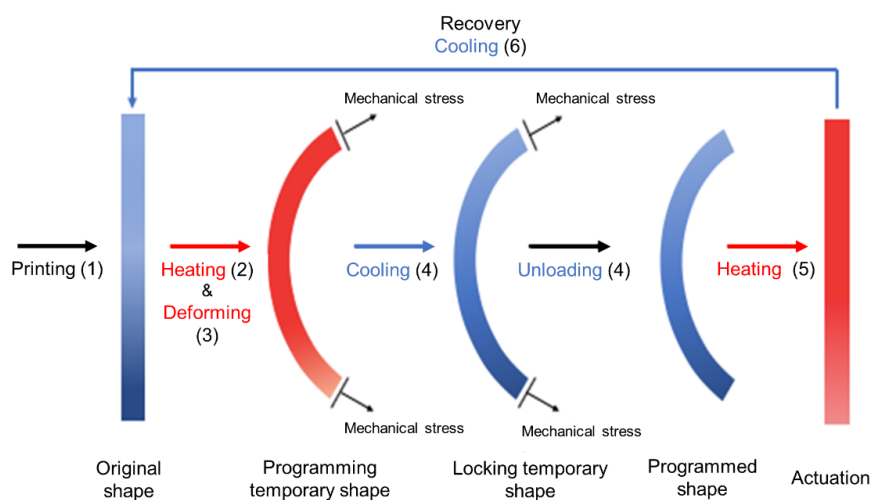 Recovery
Cooling (6)
Mechanical stress
Mechanical stress
Printing (1)
Heating (2)
&
Deforming
(3)
Cooling (4)
Unloading (4)
Heating (5)
Mechanical stress
Mechanical stress
Original
shape
Programming
temporary shape
Locking temporary
shape
Programmed
shape
Actuation